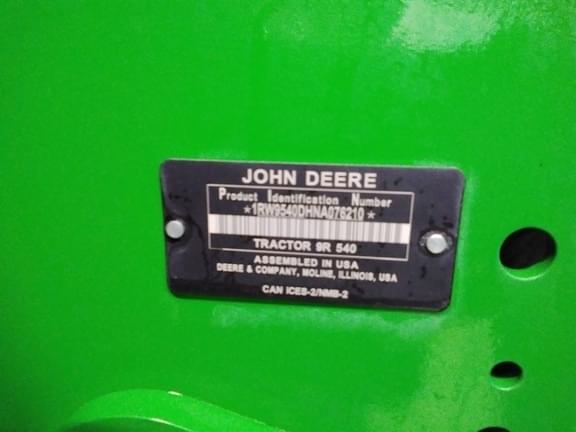 JOHN DEERE
Product Identification Number
*1RW9540DHNA076210*
TRACTOR 9R 540
ASSEMBLED IN USA
DEERE & COMPANY, MOLINE, ILLINOIS, USA
CAN ICES-2/NMB-2